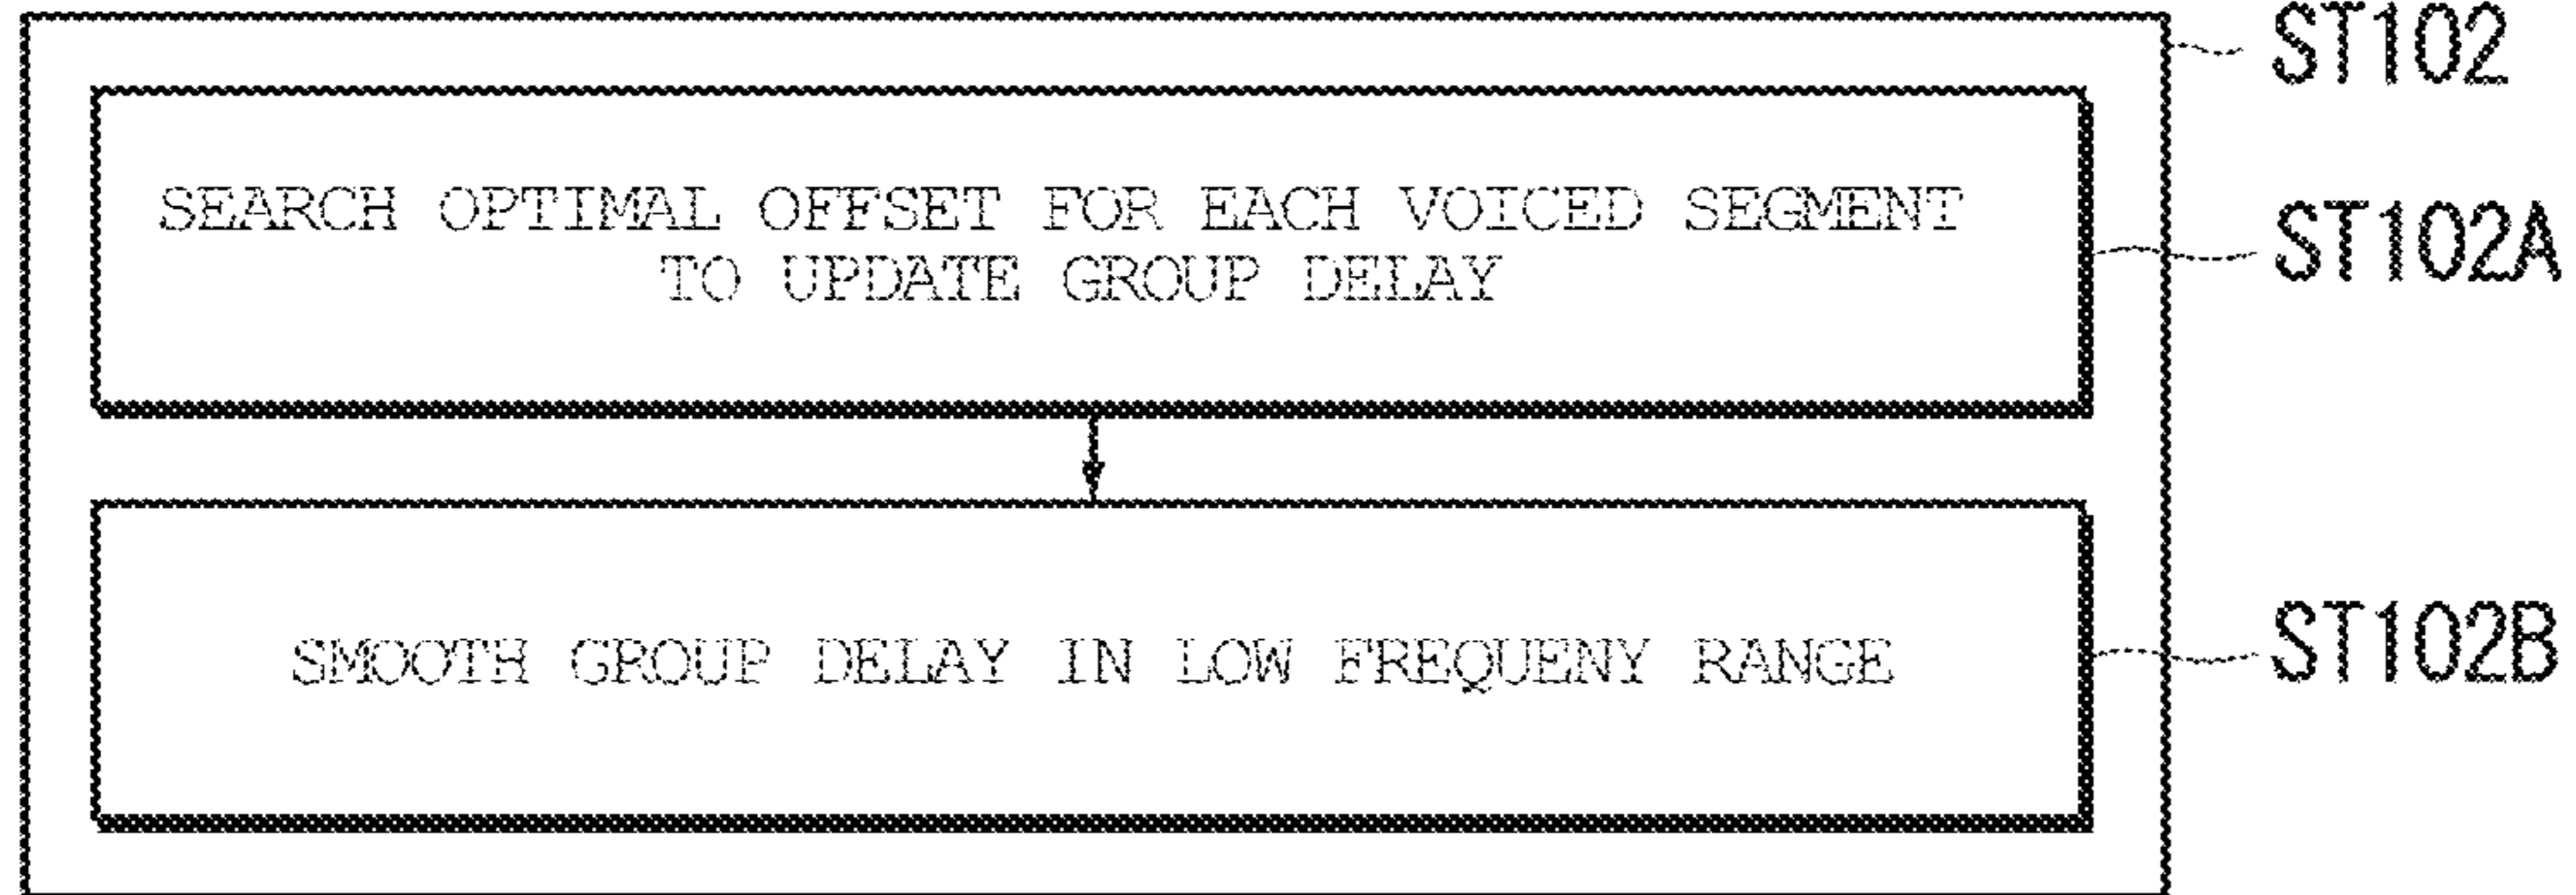 ST102
SEARCH OPTIMAL OFFSET FOR EACH VOICED SEGMENT
TO UPDATE GROUP DELAY
ST102A
SMOOTH GROUP DELAY IN LOW FREQUENY RANGE
ST102B